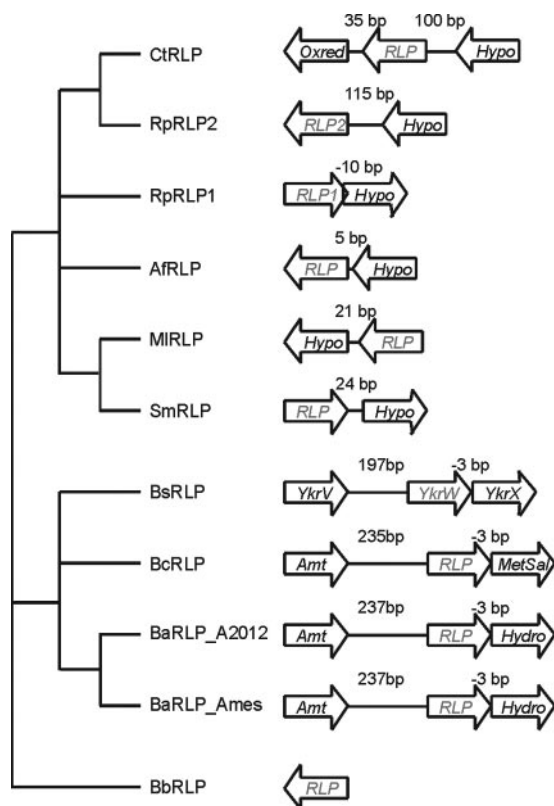 35 bp 100 bp
CtRLP Oxred RLP Hypo
115 bp
RpRLP2 RLP2 Hypo
-10 bp
RpRLP1 RLP1 Hypo
5 bp
AfRLP RLP Hypo
21 bp
MlRLP Hypo RLP
24 bp
SmRLP RLP Hypo
197bp -3 bp
BsRLP YkrV YkrW YkrX
235bp -3 bp
BcRLP Amt RLP MetSal
237bp -3 bp
BaRLP_A2012 Amt RLP Hydro
237bp -3 bp
BaRLP_Ames Amt RLP Hydro
BbRLP RLP